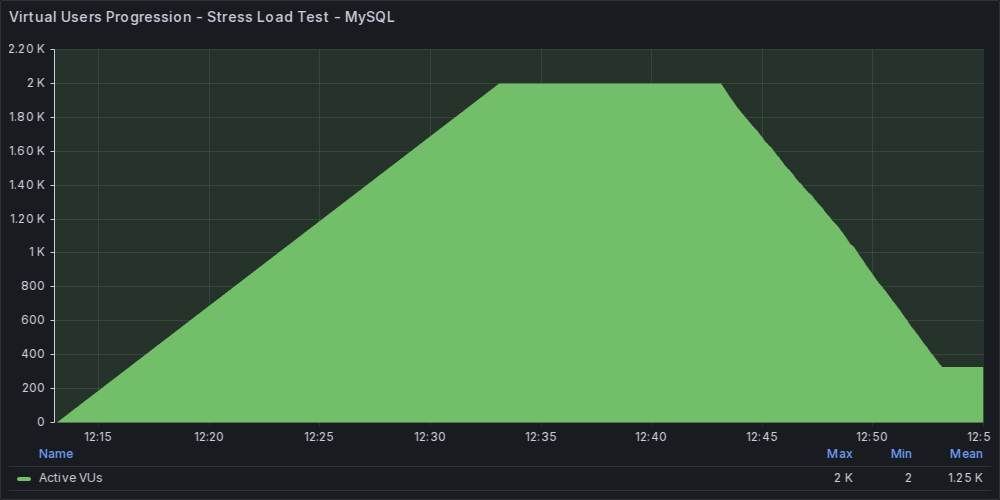 Virtual Users Progression - Stress Load Test - MySQL
2.20 K
2 K
1.80 K
1.60 K
1.40 K
1.20 K
1 K
800
600
400
200
0
12:15 12:20 12:25 12:30 12:35 12:40 12:45 12:50 12:5
Name Max Min Mean
Active VUs 2 K 2 1.25 K